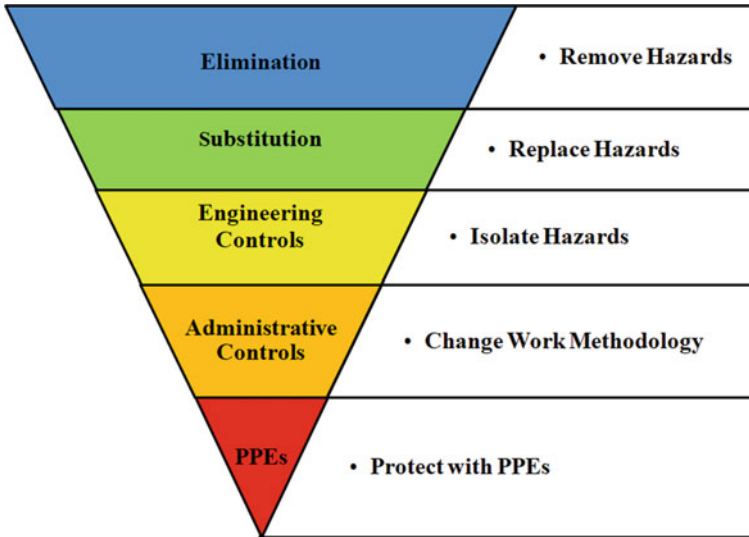 Elimination
• Remove Hazards
Substitution
• Replace Hazards
Engineering
Controls
• Isolate Hazards
Administrative
Controls
• Change Work Methodology
PPEs
• Protect with PPEs